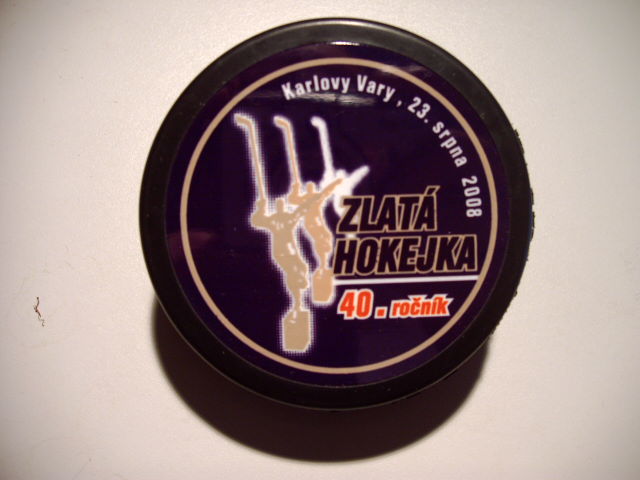 Karlovy Vary , 23. srpna 2008
ZLATÁ
HOKEJKA
40. ročník